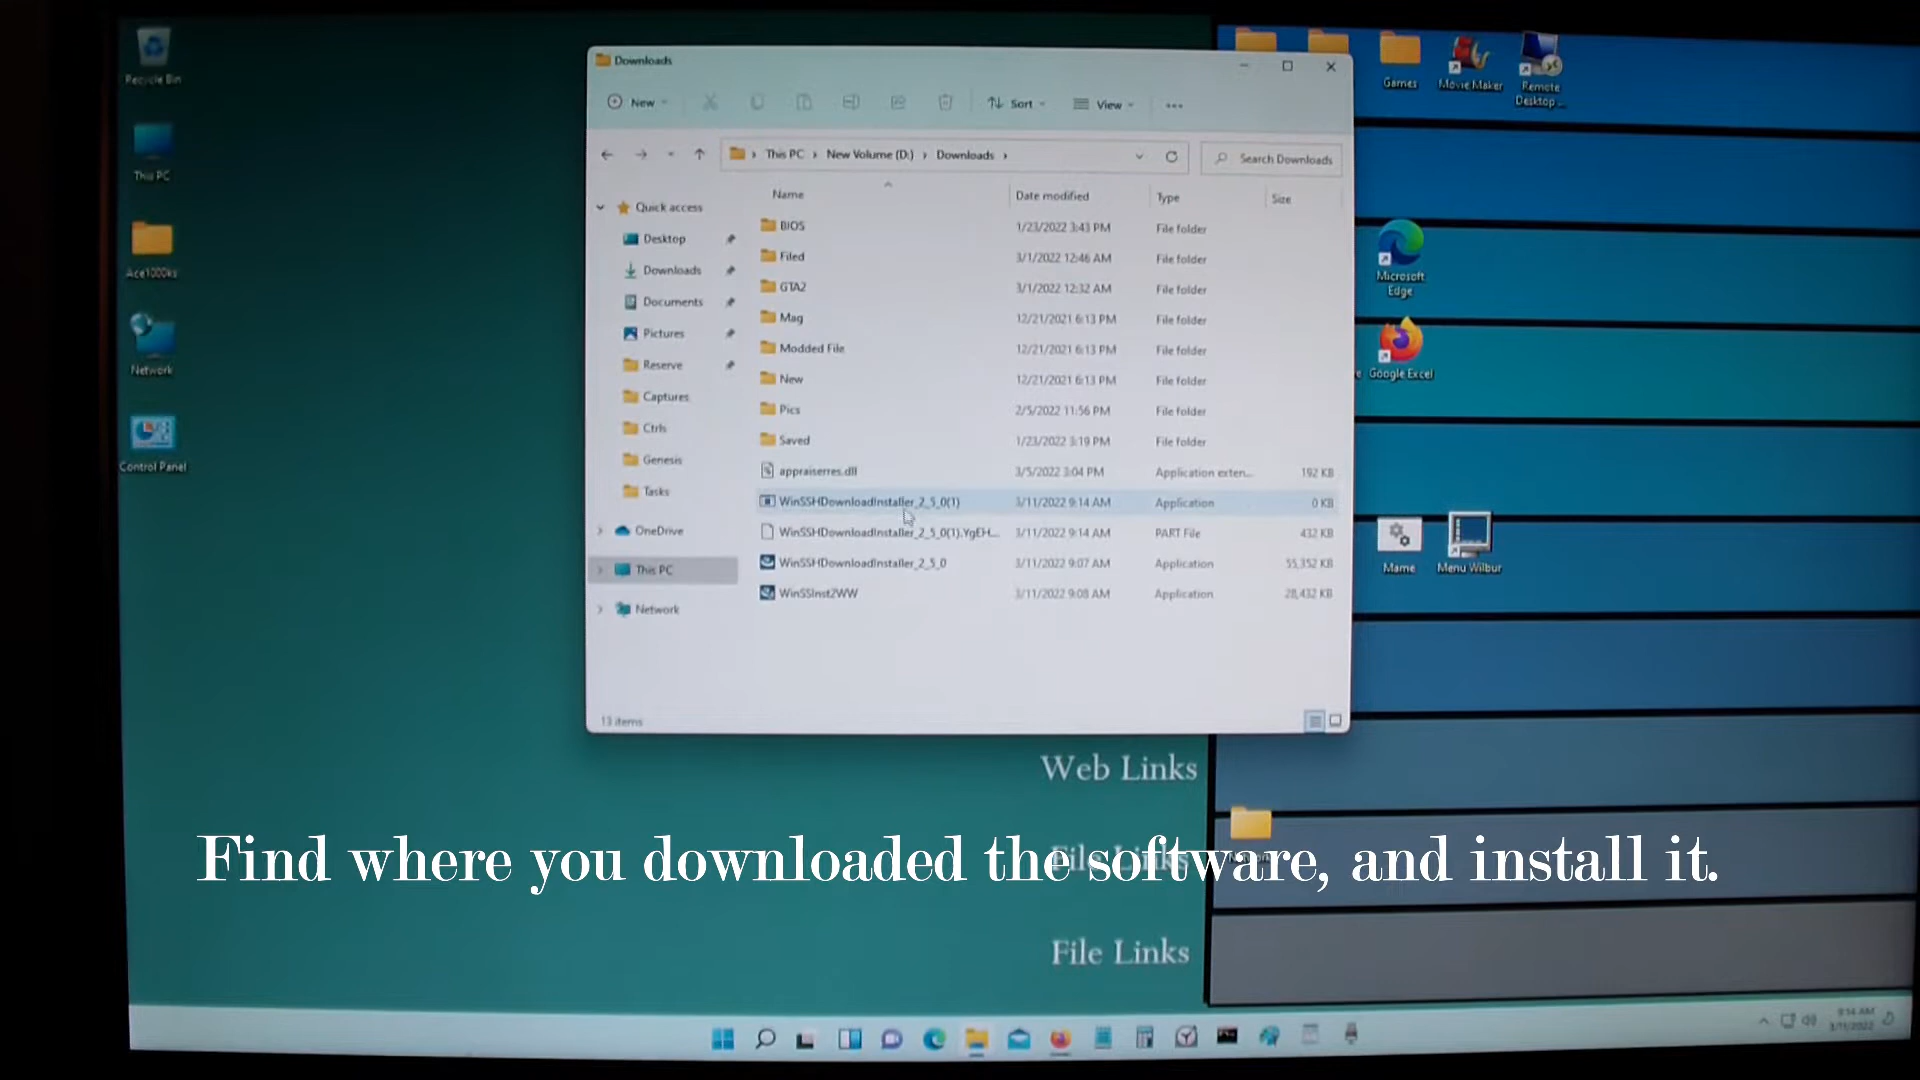 Recycle Bin
This PC
Ace1000ks
Network
Control Panel
Downloads
New
Sort
View
This PC
New Volume (D:)
Downloads
Search Downloads
Name
Date modified
Type
Size
Quick access
Desktop
Downloads
Documents
Pictures
Reserve
Captures
Ctrls
Genesis
Tasks
OneDrive
This PC
Network
BIOS 1/23/2022 3:43 PM File folder
Filed 3/1/2022 12:46 AM File folder
GTA2 3/1/2022 12:32 AM File folder
Mag 12/21/2021 6:13 PM File folder
Modded File 12/21/2021 6:13 PM File folder
New 12/21/2021 6:13 PM File folder
Pics 2/5/2022 11:56 PM File folder
Saved 1/23/2022 3:19 PM File folder
appraiserres.dll 3/5/2022 3:04 PM Application exten... 192 KB
WinSSHDownloadInstaller_2_5_0(1) 3/11/2022 9:14 AM Application 0 KB
WinSSHDownloadInstaller_2_5_0(1).YgEH... 3/11/2022 9:14 AM PART File 432 KB
WinSSHDownloadInstaller_2_5_0 3/11/2022 9:07 AM Application 55,352 KB
WinSSInst2WW 3/11/2022 9:08 AM Application 28,432 KB
13 items
Games
Movie Maker
Remote
Desktop ...
Microsoft
Edge
Google Excel
Mame
Menu Wilbur
Web Links
File Links
Find where you downloaded the software, and install it.
File Links
9:14 AM
3/11/2022